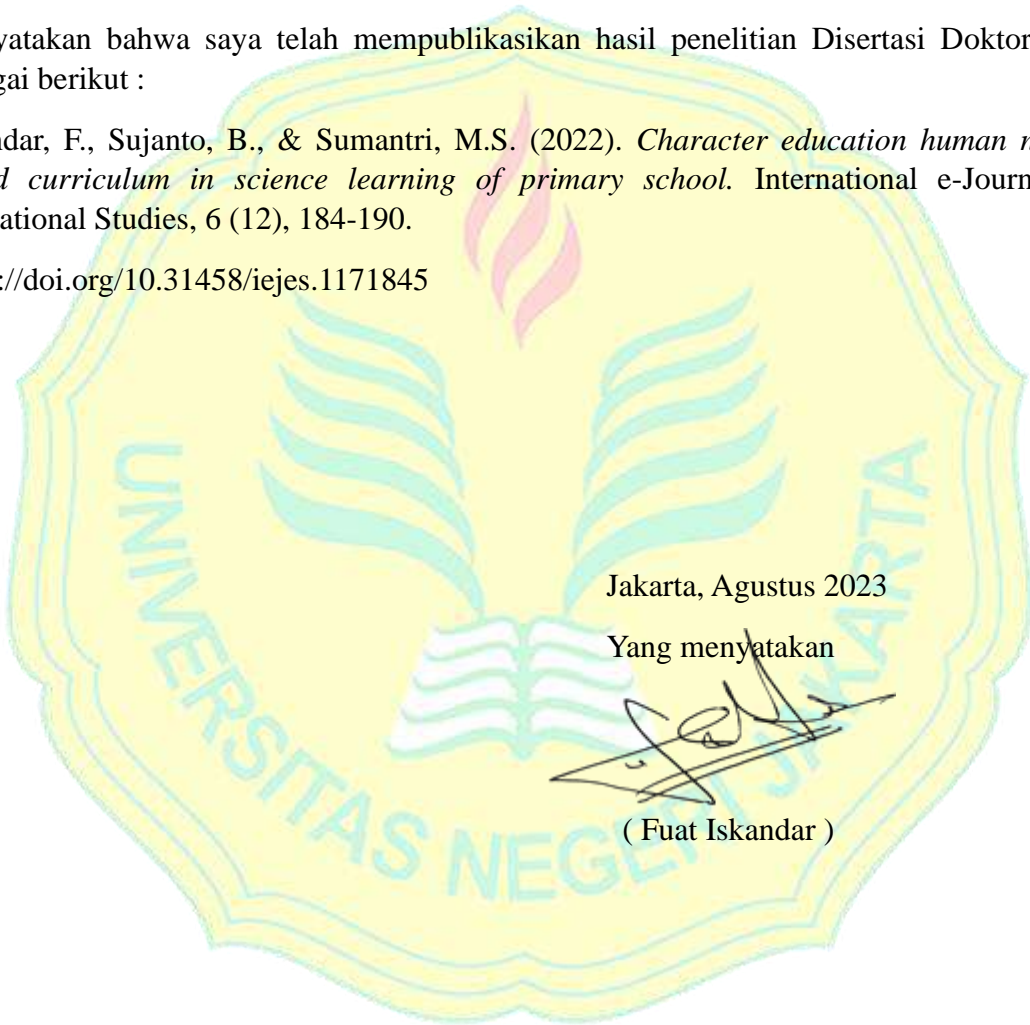 yatakan bahwa saya telah mempublikasikan hasil penelitian Disertasi Doktor
gai berikut :
ndar, F., Sujanto, B., & Sumantri, M.S. (2022). Character education human n
d curriculum in science learning of primary school. International e-Journ
ational Studies, 6 (12), 184-190.
://doi.org/10.31458/iejes.1171845
Jakarta, Agustus 2023
Yang menyatakan
( Fuat Iskandar )
UNIVERSITAS NEGERI JAKARTA